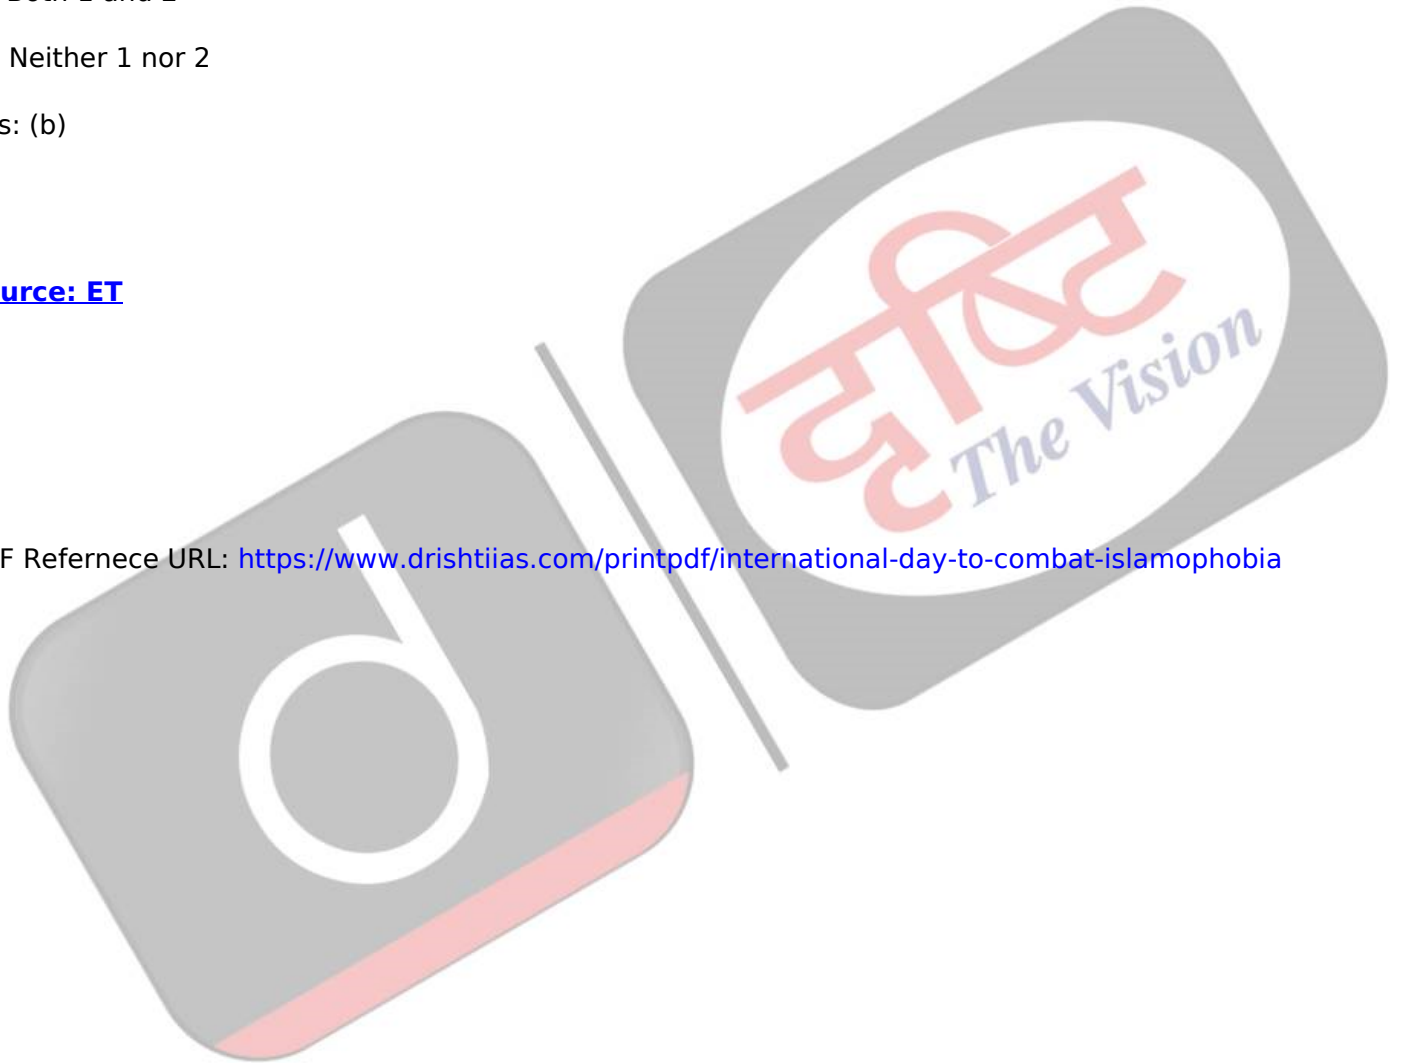 Neither 1 nor 2
s: (b)
urce: ET
दृष्टि
The Vision
d
F Refernece URL: https://www.drishtiias.com/printpdf/international-day-to-combat-islamophobia